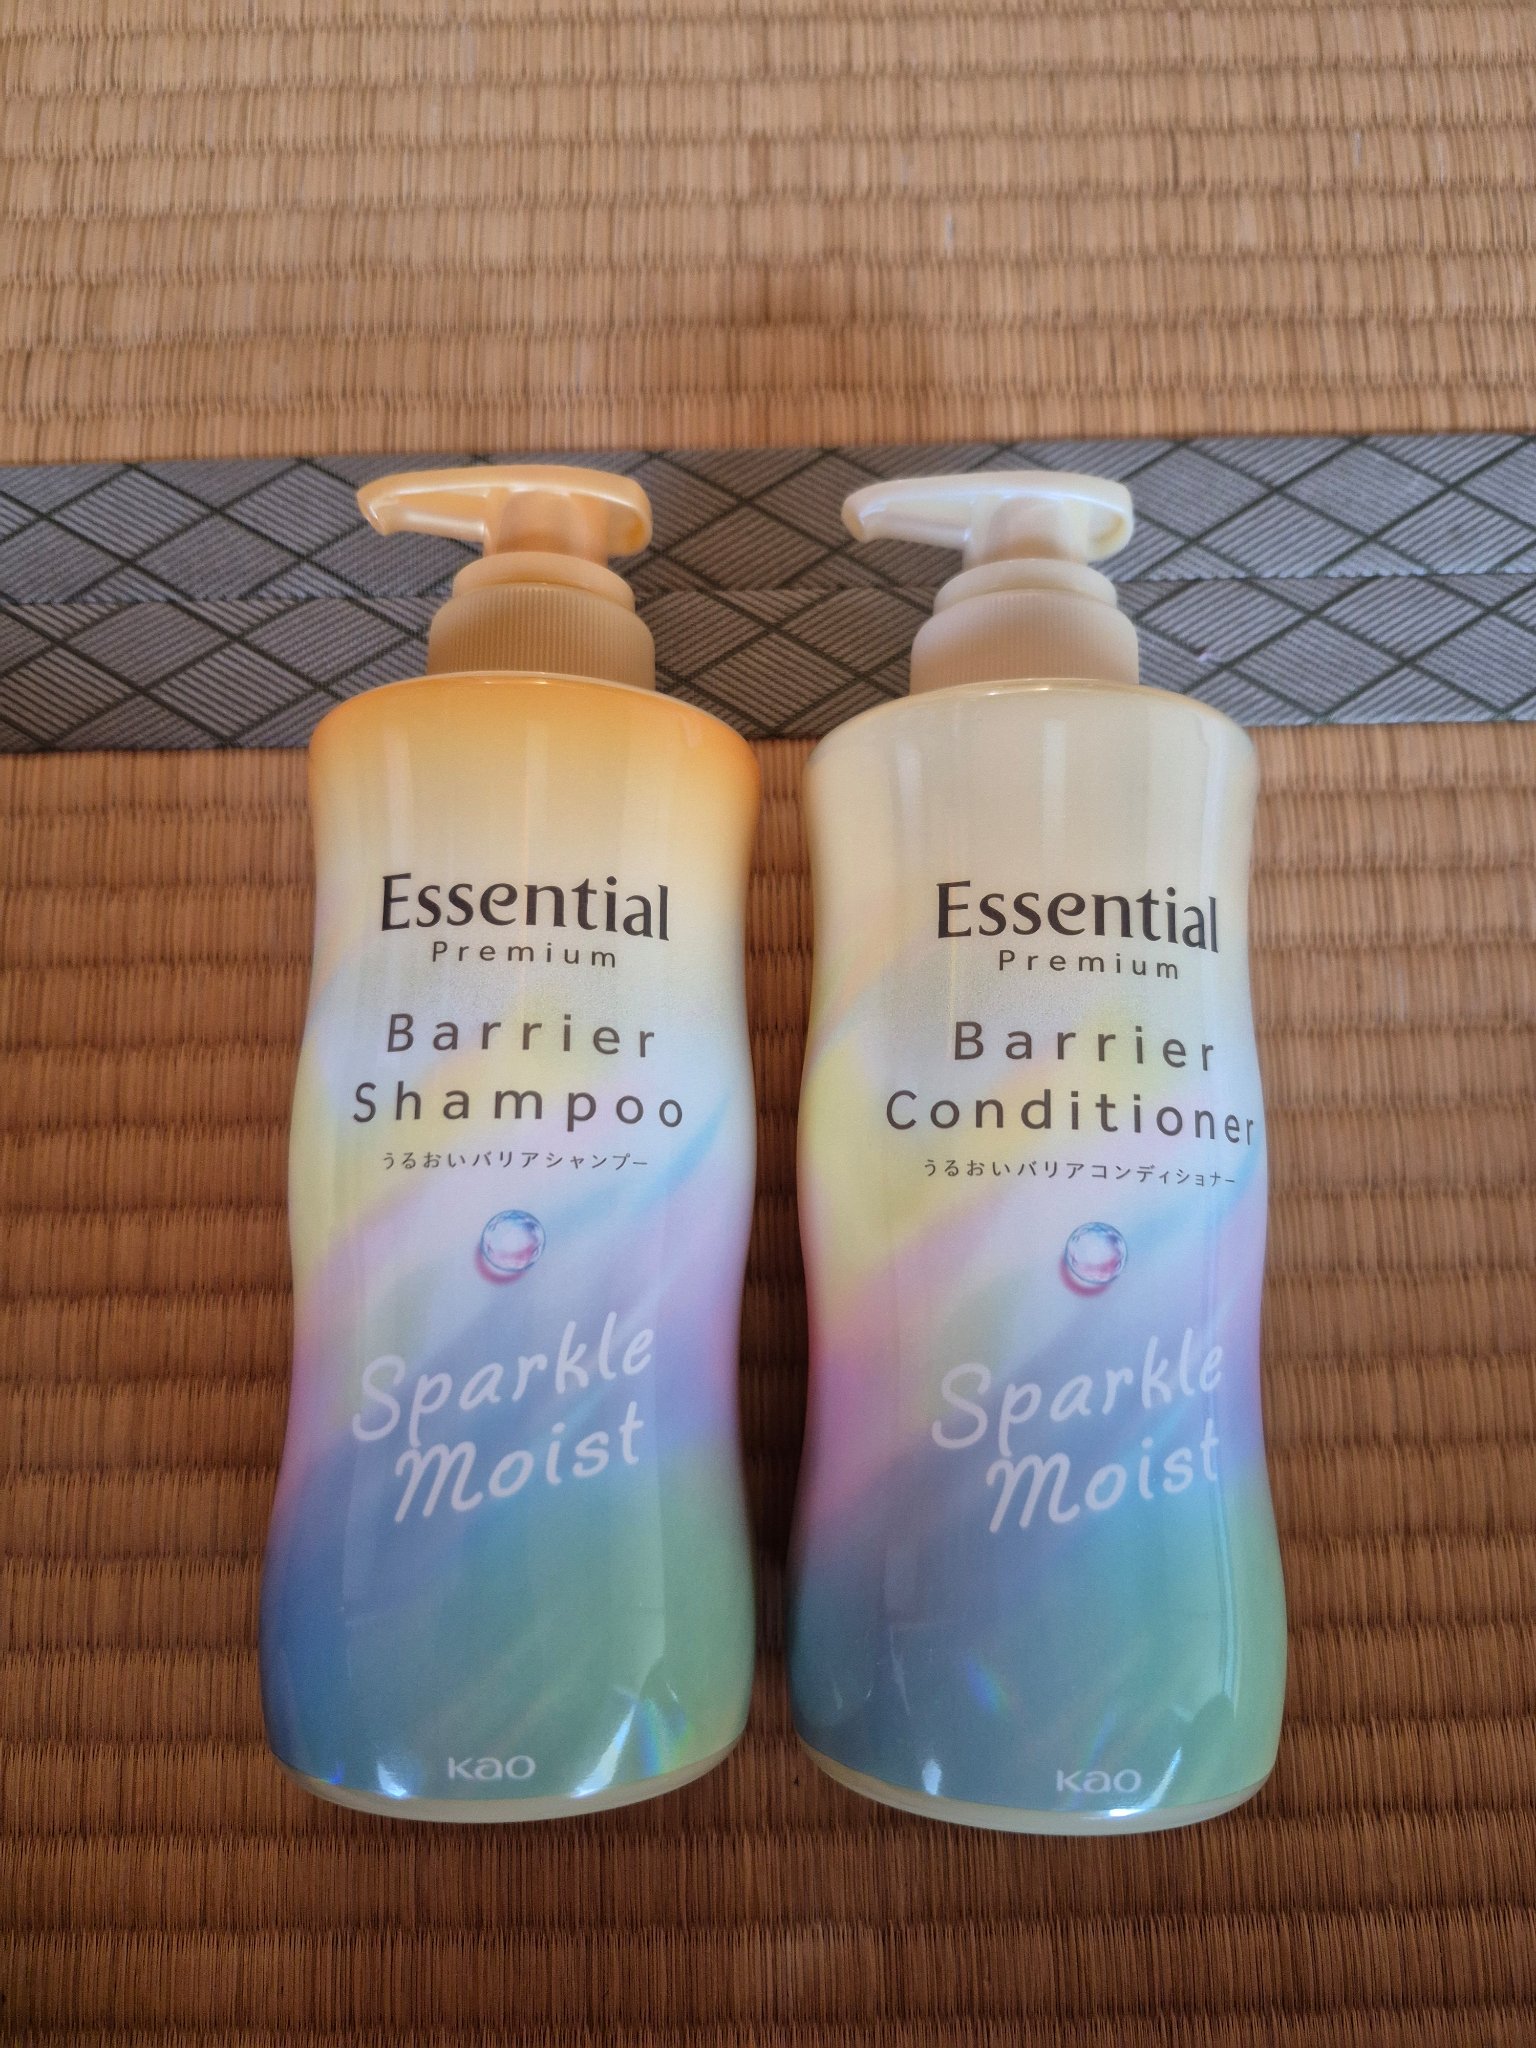 Essential
Premium
Barrier
Shampoo
うるおいバリアシャンプー
Sparkle
Moist
Kao
Essential
Premium
Barrier
Conditioner
うるおいバリアコンディショナー
Sparkle
Moist
Kao